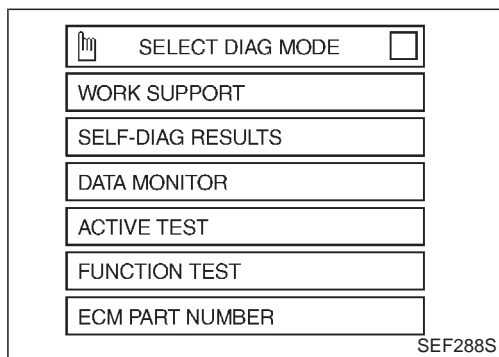 SELECT DIAG MODE
WORK SUPPORT
SELF-DIAG RESULTS
DATA MONITOR
ACTIVE TEST
FUNCTION TEST
ECM PART NUMBER
SEF288S